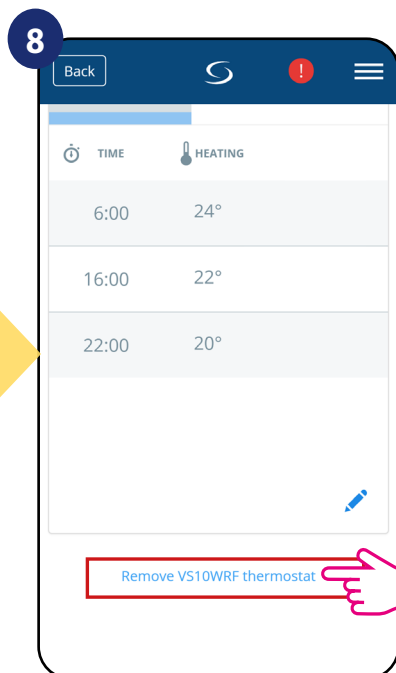 8
Back
!
TIME HEATING
6:00 24°
16:00 22°
22:00 20°
Remove VS10WRF thermostat